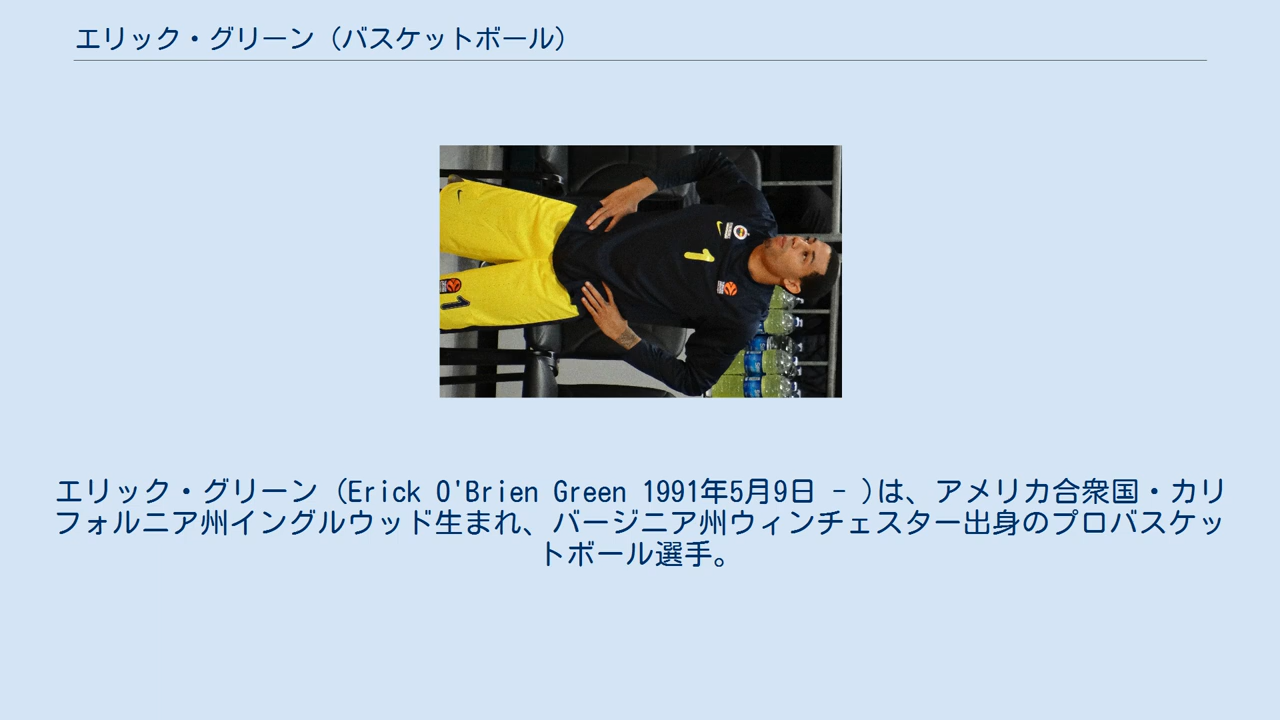 エリック・グリーン（バスケットボール）
1
1
エリック・グリーン（Erick O'Brien Green 1991年5月9日 - )は、アメリカ合衆国・カリ
フォルニア州イングルウッド生まれ、バージニア州ウィンチェスター出身のプロバスケッ
トボール選手。